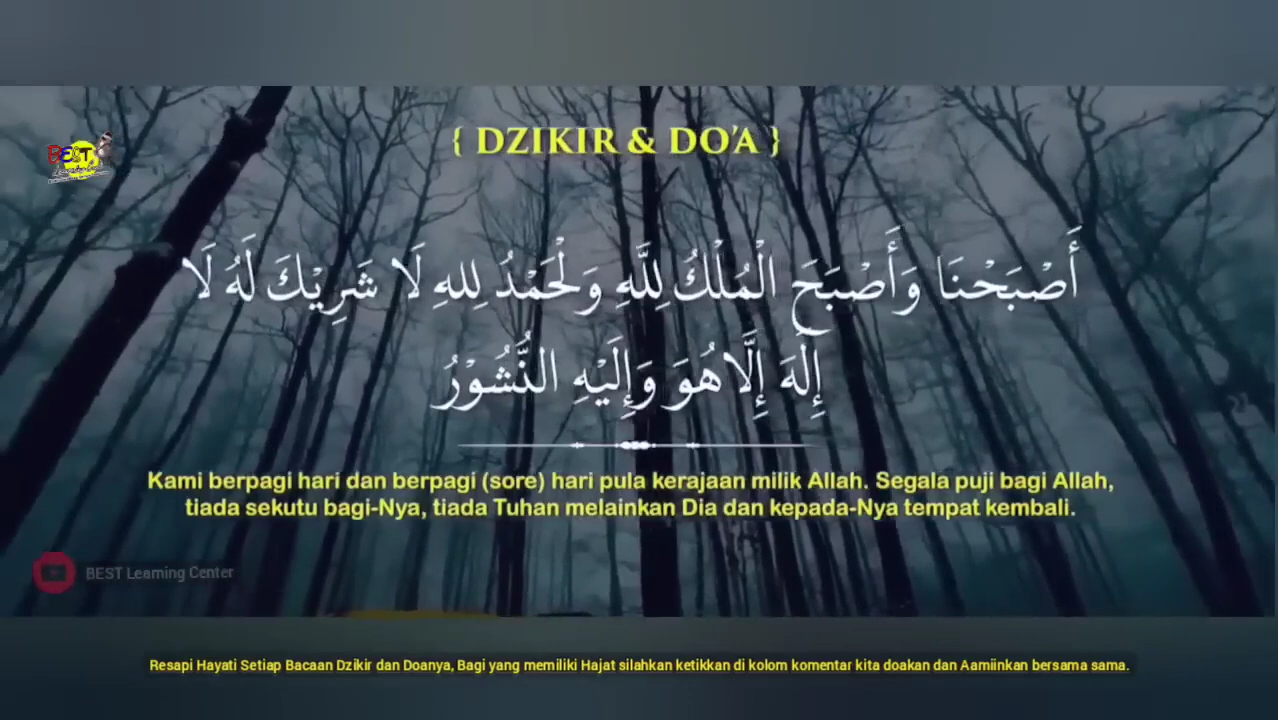 { DZIKIR & DO'A }
BEST
أَصْبَحْنَا وَأَصْبَحَ الْمُلْكُ لِلَّهِ وَلْحَمْدُ لِلهِ لَا شَرِيْكَ لَهُ لَا
إِلَهَ إِلَّا هُوَ وَإِلَيْهِ النُّشُوْرُ
Kami berpagi hari dan berpagi (sore) hari pula kerajaan milik Allah. Segala puji bagi Allah,
tiada sekutu bagi-Nya, tiada Tuhan melainkan Dia dan kepada-Nya tempat kembali.
BEST Learning Center
Resapi Hayati Setiap Bacaan Dzikir dan Doanya, Bagi yang memiliki Hajat silahkan ketikkan di kolom komentar kita doakan dan Aamiinkan bersama sama.